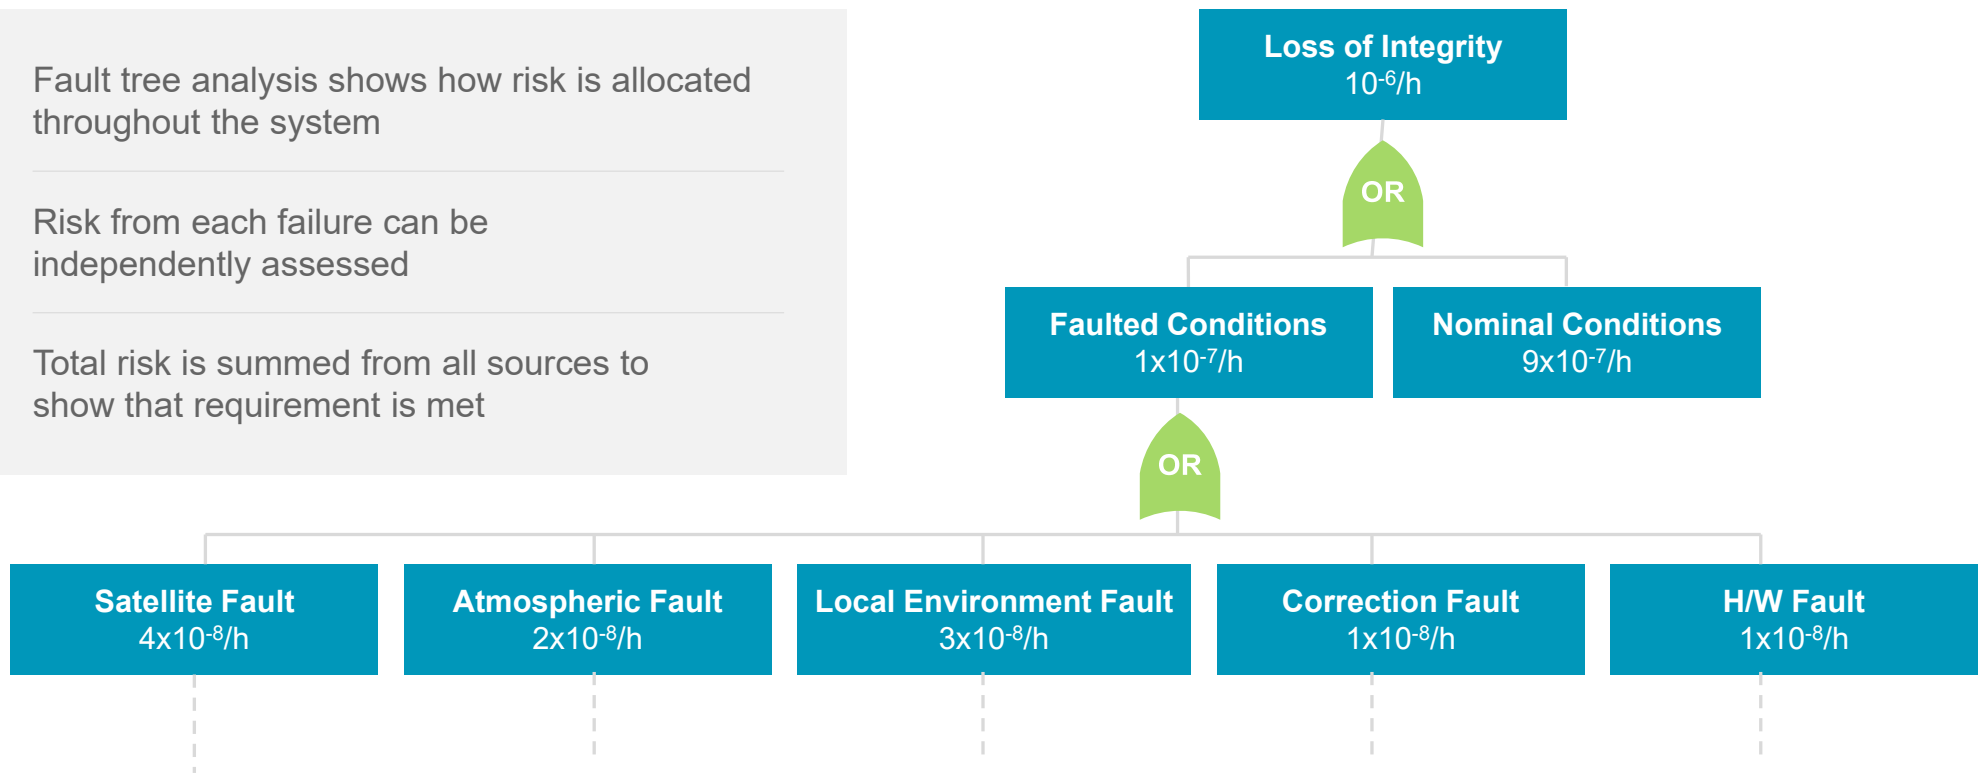 Fault tree analysis shows how risk is allocated
throughout the system
Risk from each failure can be
independently assessed
Total risk is summed from all sources to
show that requirement is met
Loss of Integrity
10⁻⁶/h
OR
Faulted Conditions
1x10⁻⁷/h
Nominal Conditions
9x10⁻⁷/h
OR
Satellite Fault
4x10⁻⁸/h
Atmospheric Fault
2x10⁻⁸/h
Local Environment Fault
3x10⁻⁸/h
Correction Fault
1x10⁻⁸/h
H/W Fault
1x10⁻⁸/h